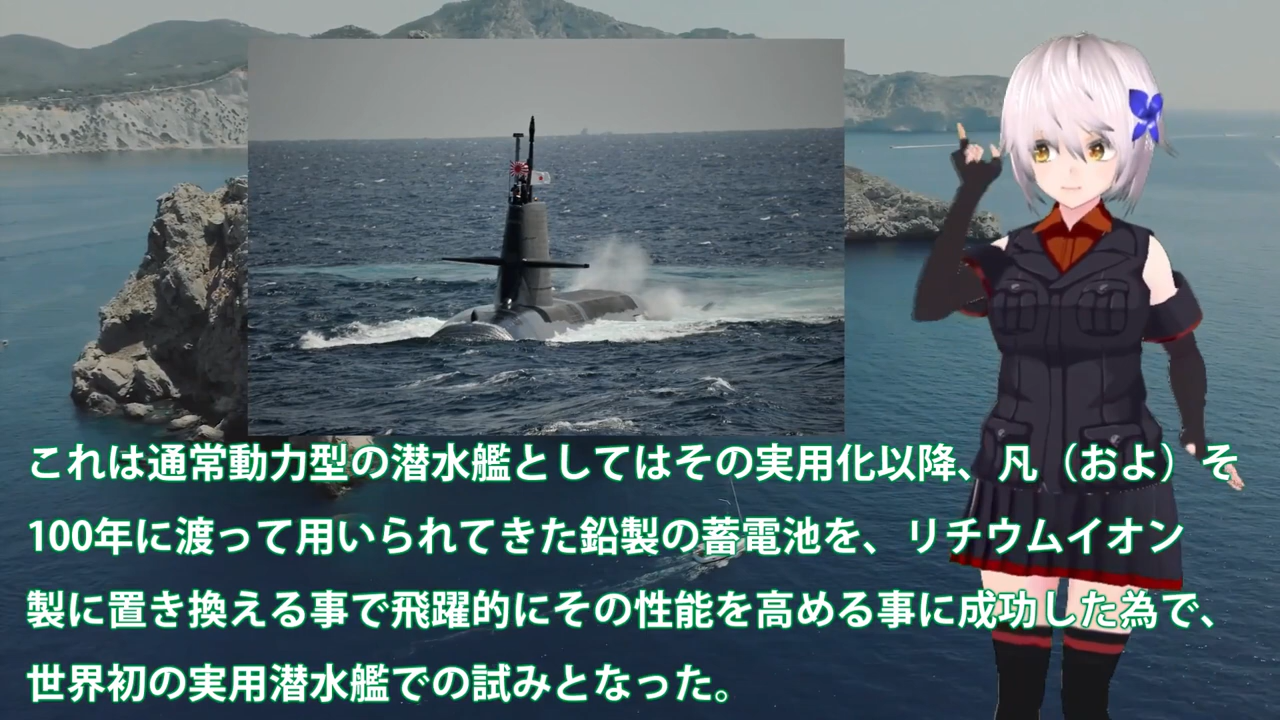 これは通常動力型の潜水艦としてはその実用化以降、凡（およ）そ
100年に渡って用いられてきた鉛製の蓄電池を、リチウムイオン
製に置き換える事で飛躍的にその性能を高める事に成功した為で、
世界初の実用潜水艦での試みとなった。